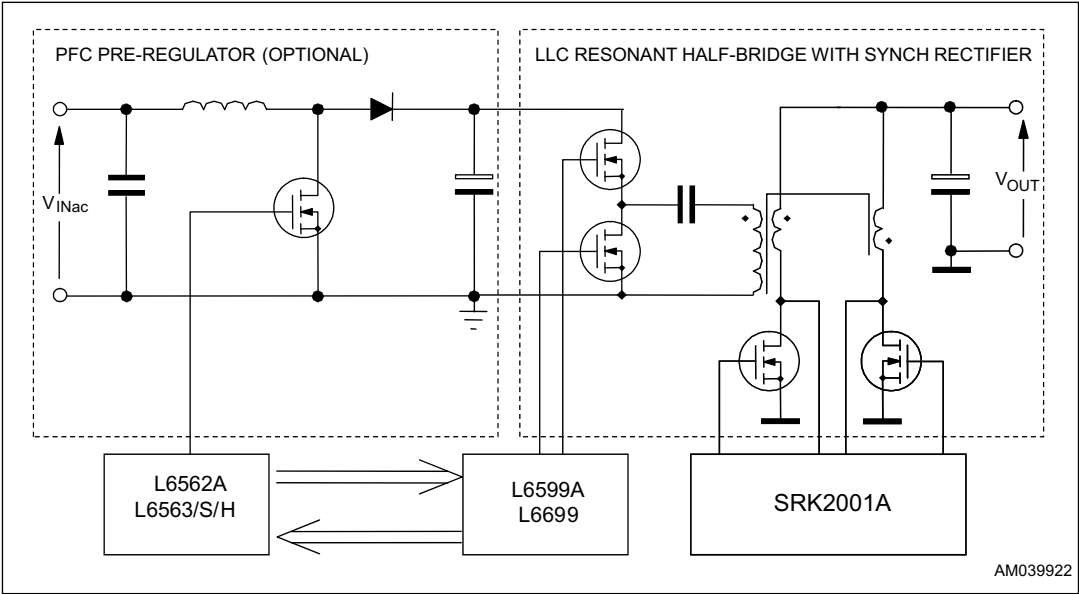 PFC PRE-REGULATOR (OPTIONAL)
LLC RESONANT HALF-BRIDGE WITH SYNCH RECTIFIER
VINac
VOUT
L6562A
L6563/S/H
L6599A
L6699
SRK2001A
AM039922